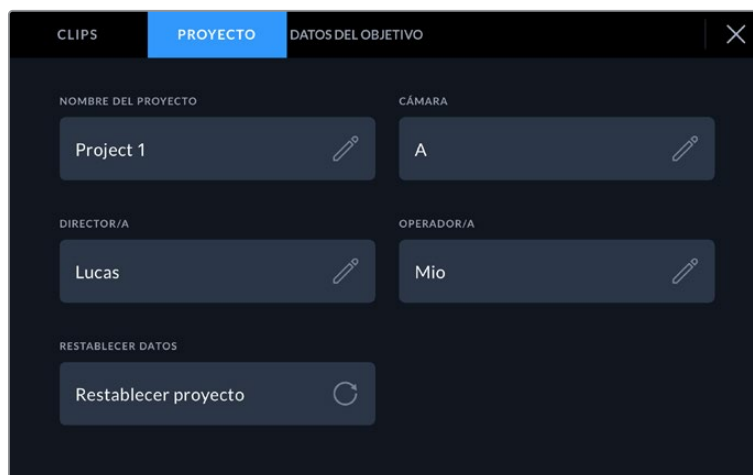 CLIPS PROYECTO DATOS DEL OBJETIVO
NOMBRE DEL PROYECTO CÁMARA
Project 1 A
DIRECTOR/A OPERADOR/A
Lucas Mio
RESTABLECER DATOS
Restablecer proyecto